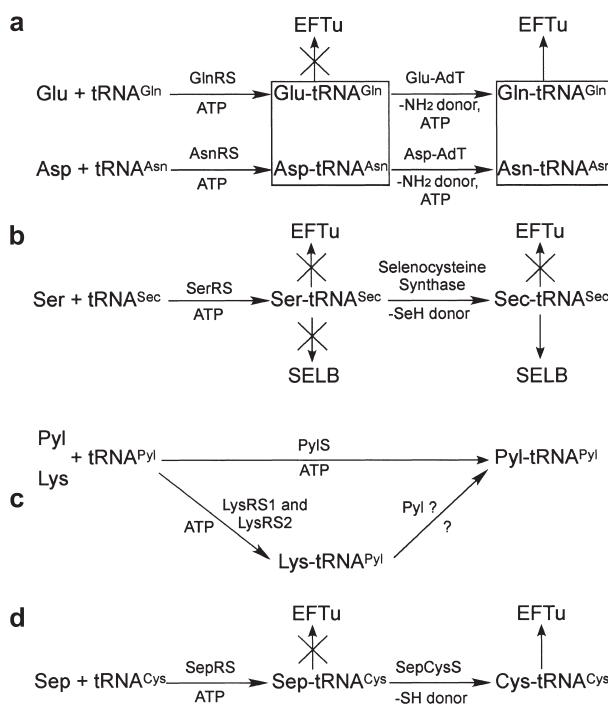 a
EFTu EFTu
Glu + tRNAGln GlnRS ATP Glu-tRNAGln Glu-AdT -NH2 donor, ATP Gln-tRNAGln
Asp + tRNAAsn AsnRS ATP Asp-tRNAAsn Asp-AdT -NH2 donor, ATP Asn-tRNAAsn
b
EFTu EFTu
Ser + tRNASec SerRS ATP Ser-tRNASec Selenocysteine Synthase -SeH donor Sec-tRNASec
SELB SELB
Pyl
Lys
+ tRNAPyl PylS ATP Pyl-tRNAPyl
c
ATP LysRS1 and LysRS2 Pyl ? ?
Lys-tRNAPyl
d
EFTu EFTu
Sep + tRNACys SepRS ATP Sep-tRNACys SepCysS -SH donor Cys-tRNACys